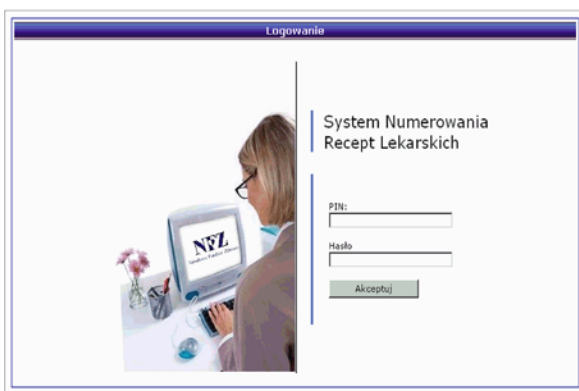 Logowanie
System Numerowania
Recept Lekarskich
PIN:
Hasło
Akceptuj
NFZ